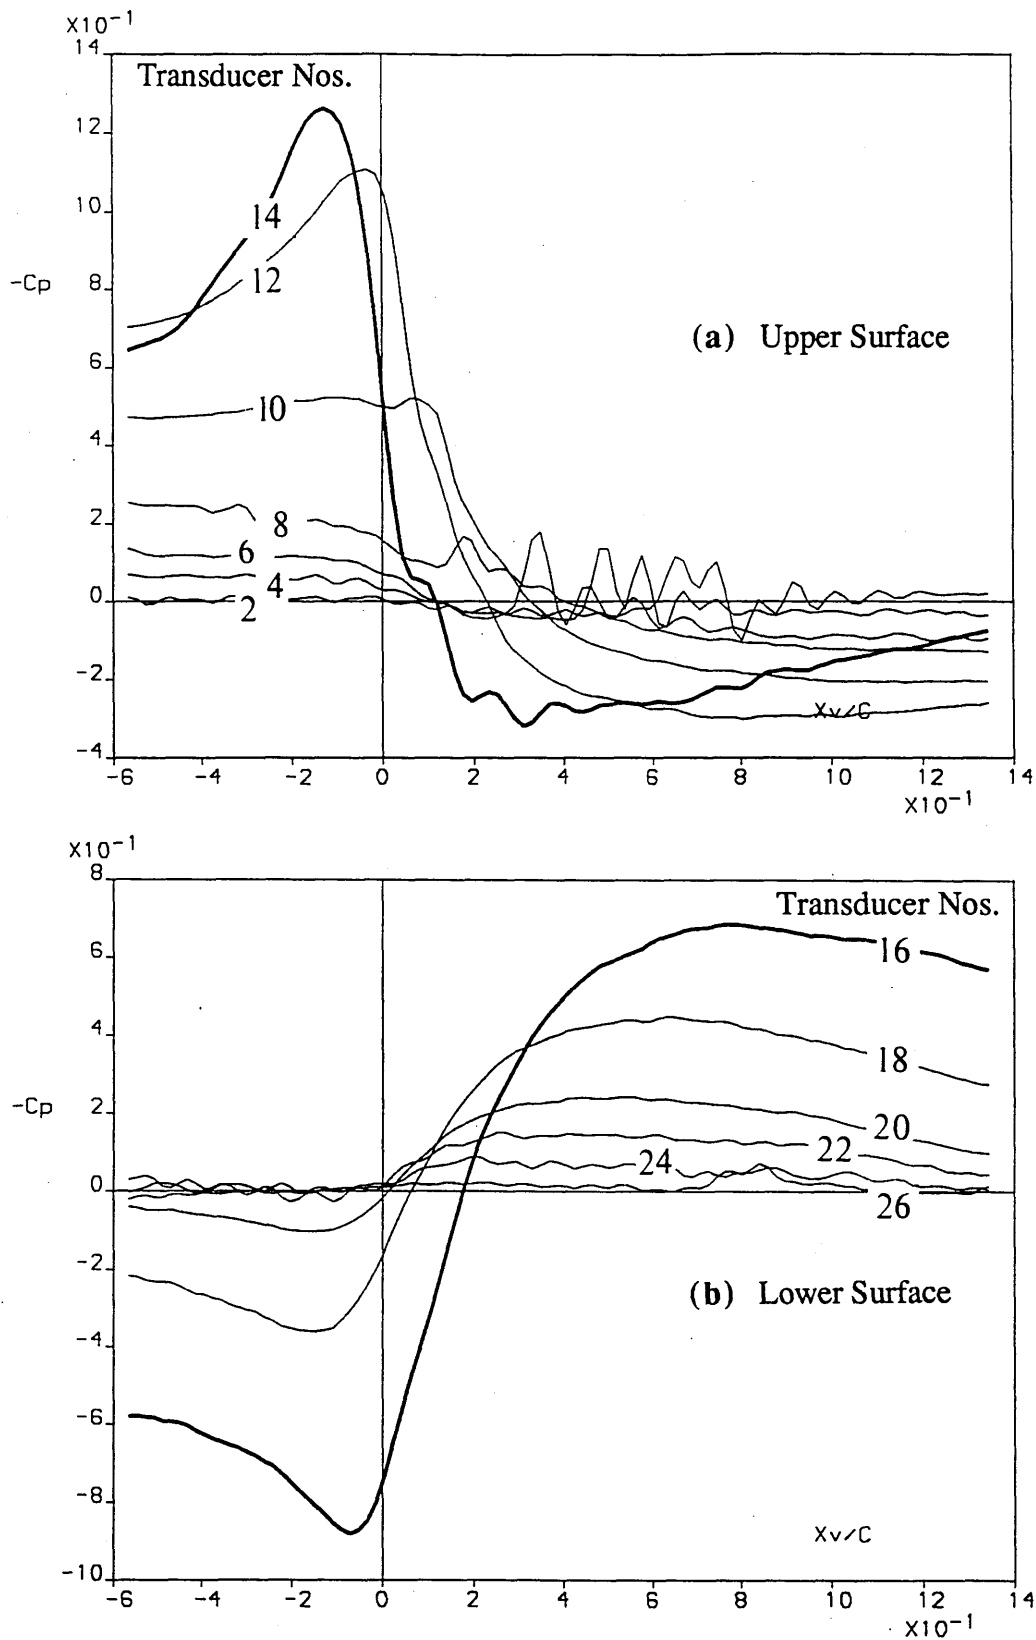 X10⁻¹
14
Transducer Nos.
12
10
14
12
-Cp
8
(a) Upper Surface
6
10
4
2
8
6
4
2
0
-2
Xv/C
-4
-6 -4 -2 0 2 4 6 8 10 12 14
X10⁻¹
X10⁻¹
8
Transducer Nos.
6
16
4
18
-Cp
2
20
22
24
0
26
-2
(b) Lower Surface
-4
-6
-8
Xv/C
-10
-6 -4 -2 0 2 4 6 8 10 12 14
X10⁻¹